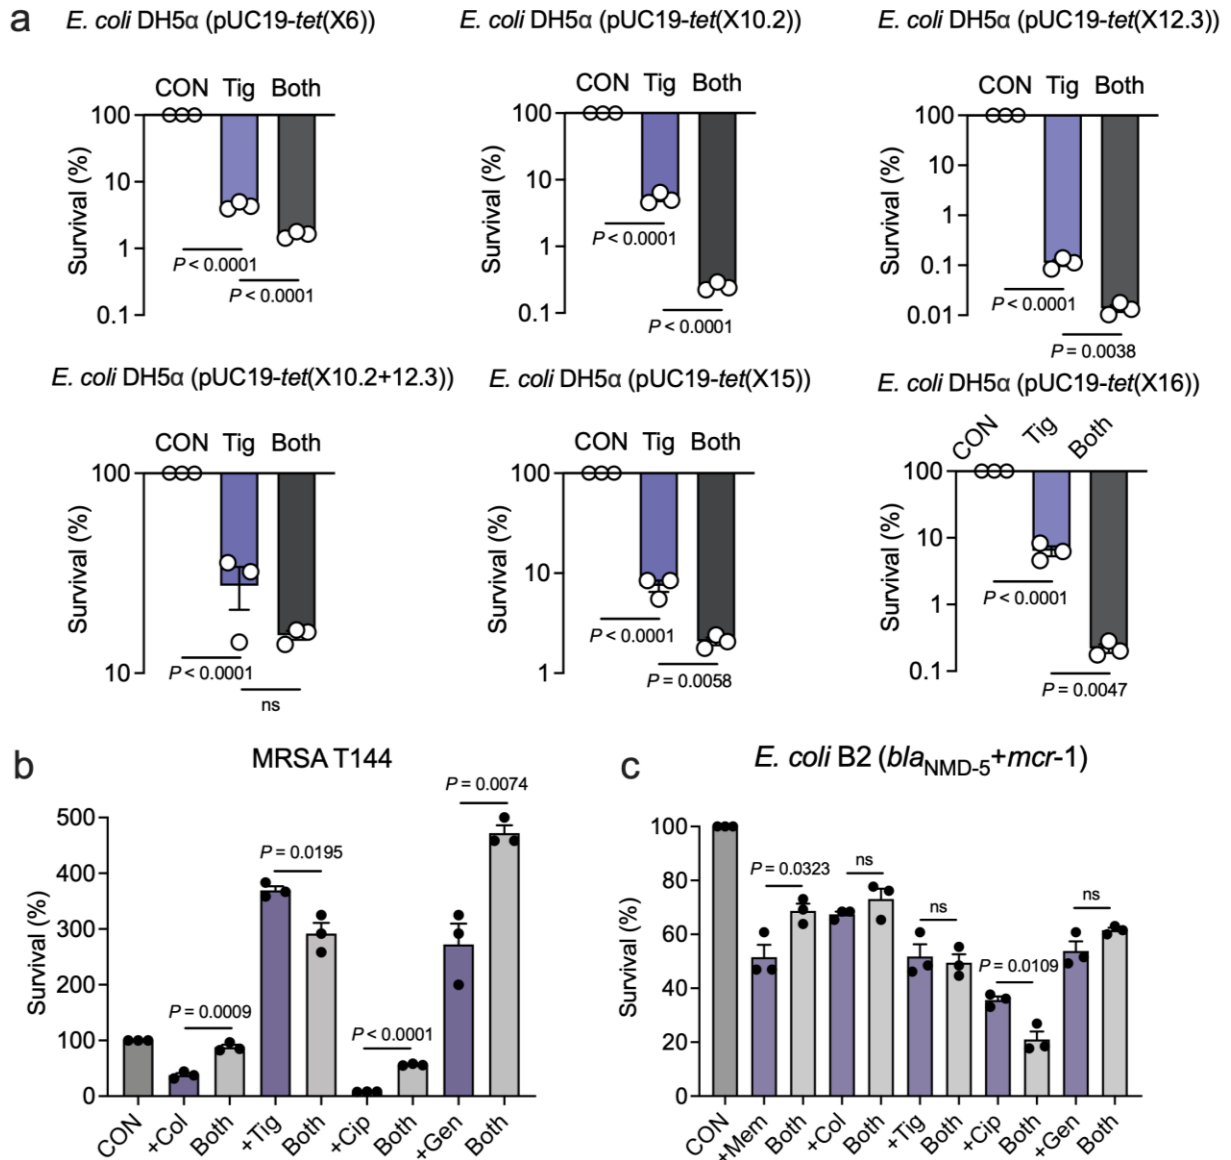 a
E. coli DH5α (pUC19-tet(X6))
E. coli DH5α (pUC19-tet(X10.2))
E. coli DH5α (pUC19-tet(X12.3))
CON Tig Both
Survival (%)
100
10
1
0.1
P < 0.0001
P < 0.0001
CON Tig Both
Survival (%)
100
10
1
0.1
P < 0.0001
P < 0.0001
CON Tig Both
Survival (%)
100
10
1
0.1
0.01
P < 0.0001
P = 0.0038
E. coli DH5α (pUC19-tet(X10.2+12.3))
E. coli DH5α (pUC19-tet(X15))
E. coli DH5α (pUC19-tet(X16))
CON Tig Both
Survival (%)
100
10
P < 0.0001
ns
CON Tig Both
Survival (%)
100
10
1
P < 0.0001
P = 0.0058
CON Tig Both
Survival (%)
100
10
1
0.1
P < 0.0001
P = 0.0047
b
MRSA T144
Survival (%)
500
400
300
200
100
0
P = 0.0009
P = 0.0195
P < 0.0001
P = 0.0074
CON +Col Both +Tig Both +Cip Both +Gen Both
c
E. coli B2 (blaNMD-5+mcr-1)
Survival (%)
100
80
60
40
20
0
P = 0.0323
ns
ns
P = 0.0109
ns
CON +Mem Both +Col Both +Tig Both +Cip Both +Gen Both